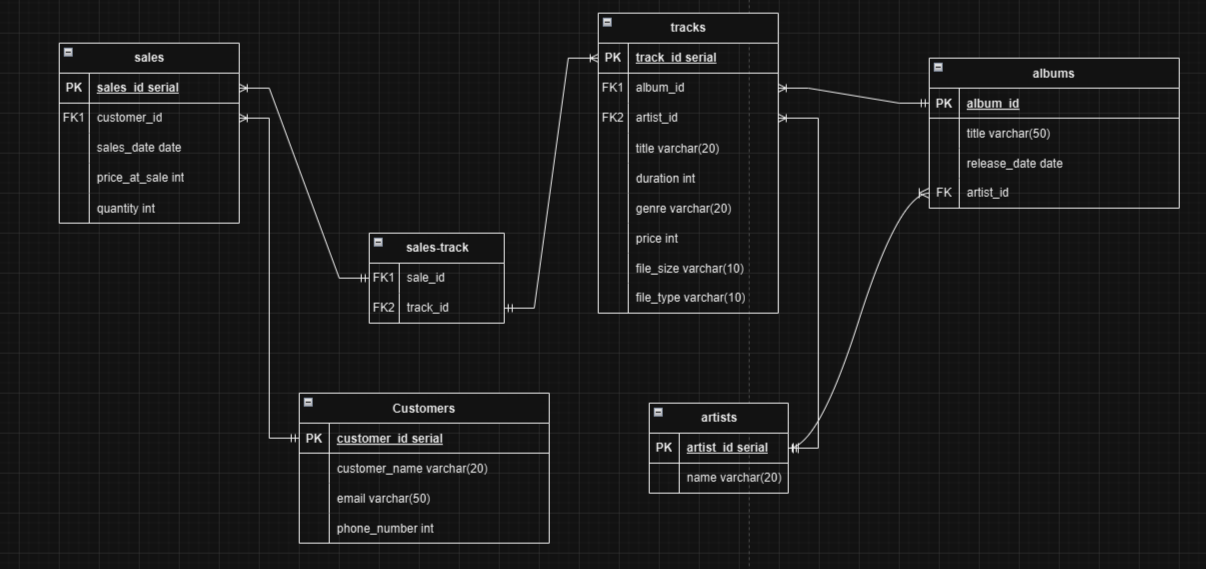 sales
PK sales_id serial
FK1 customer_id
sales_date date
price_at_sale int
quantity int
sales-track
FK1 sale_id
FK2 track_id
Customers
PK customer_id serial
customer_name varchar(20)
email varchar(50)
phone_number int
tracks
PK track_id serial
FK1 album_id
FK2 artist_id
title varchar(20)
duration int
genre varchar(20)
price int
file_size varchar(10)
file_type varchar(10)
artists
PK artist_id serial
name varchar(20)
albums
PK album_id
title varchar(50)
release_date date
FK artist_id